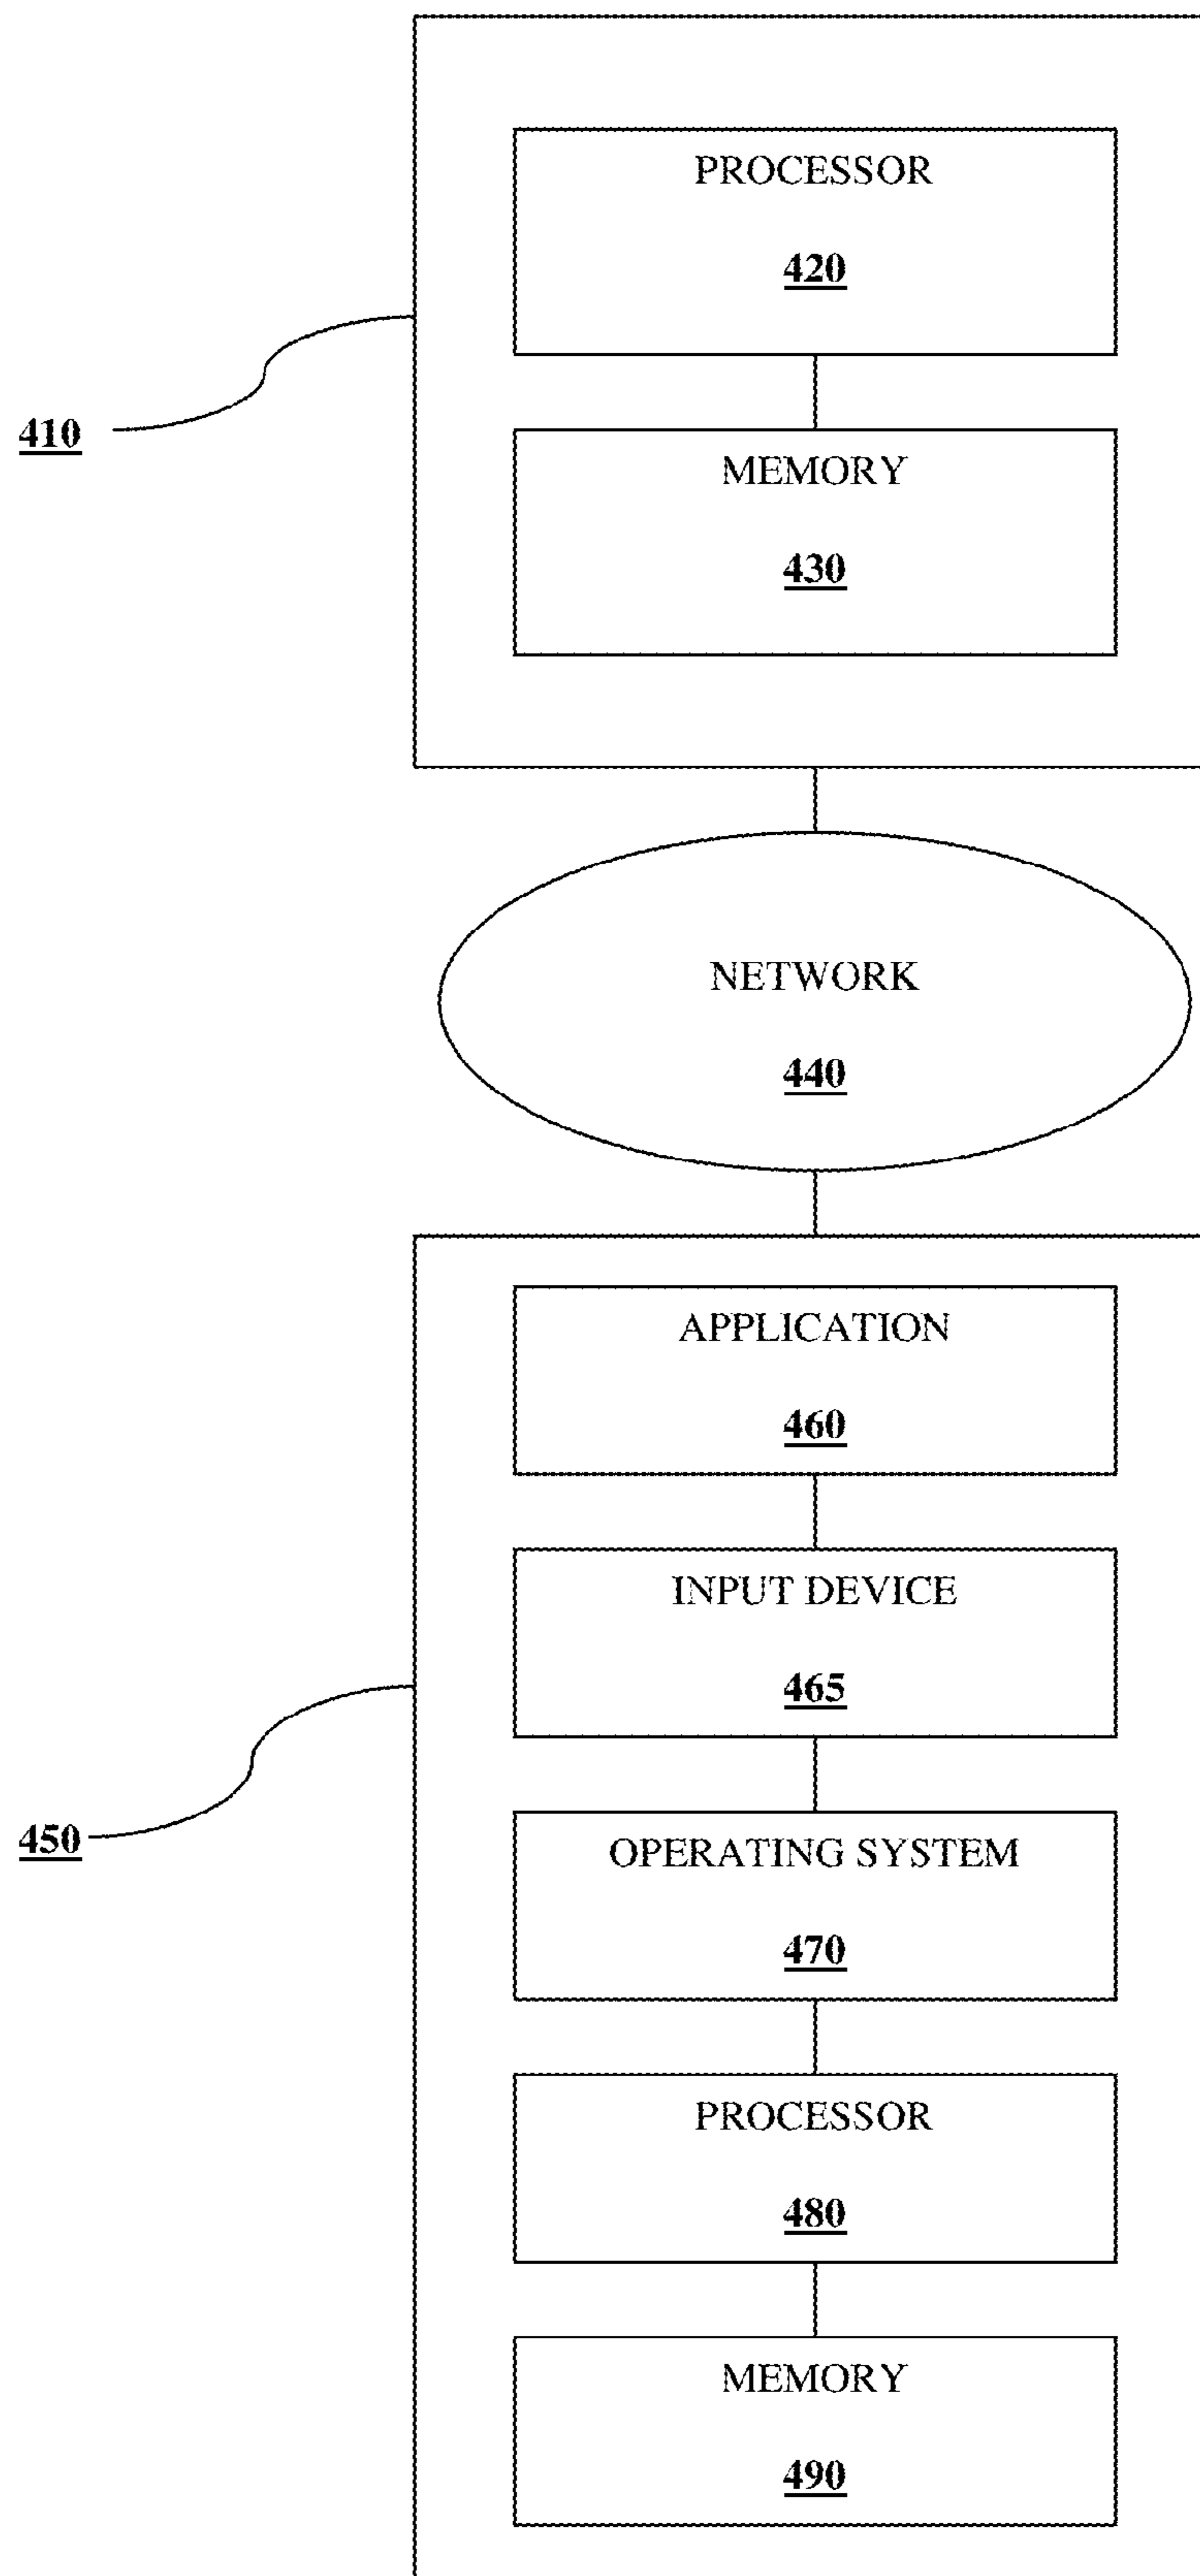 PROCESSOR
420
410
MEMORY
430
NETWORK
440
APPLICATION
460
INPUT DEVICE
465
450
OPERATING SYSTEM
470
PROCESSOR
480
MEMORY
490